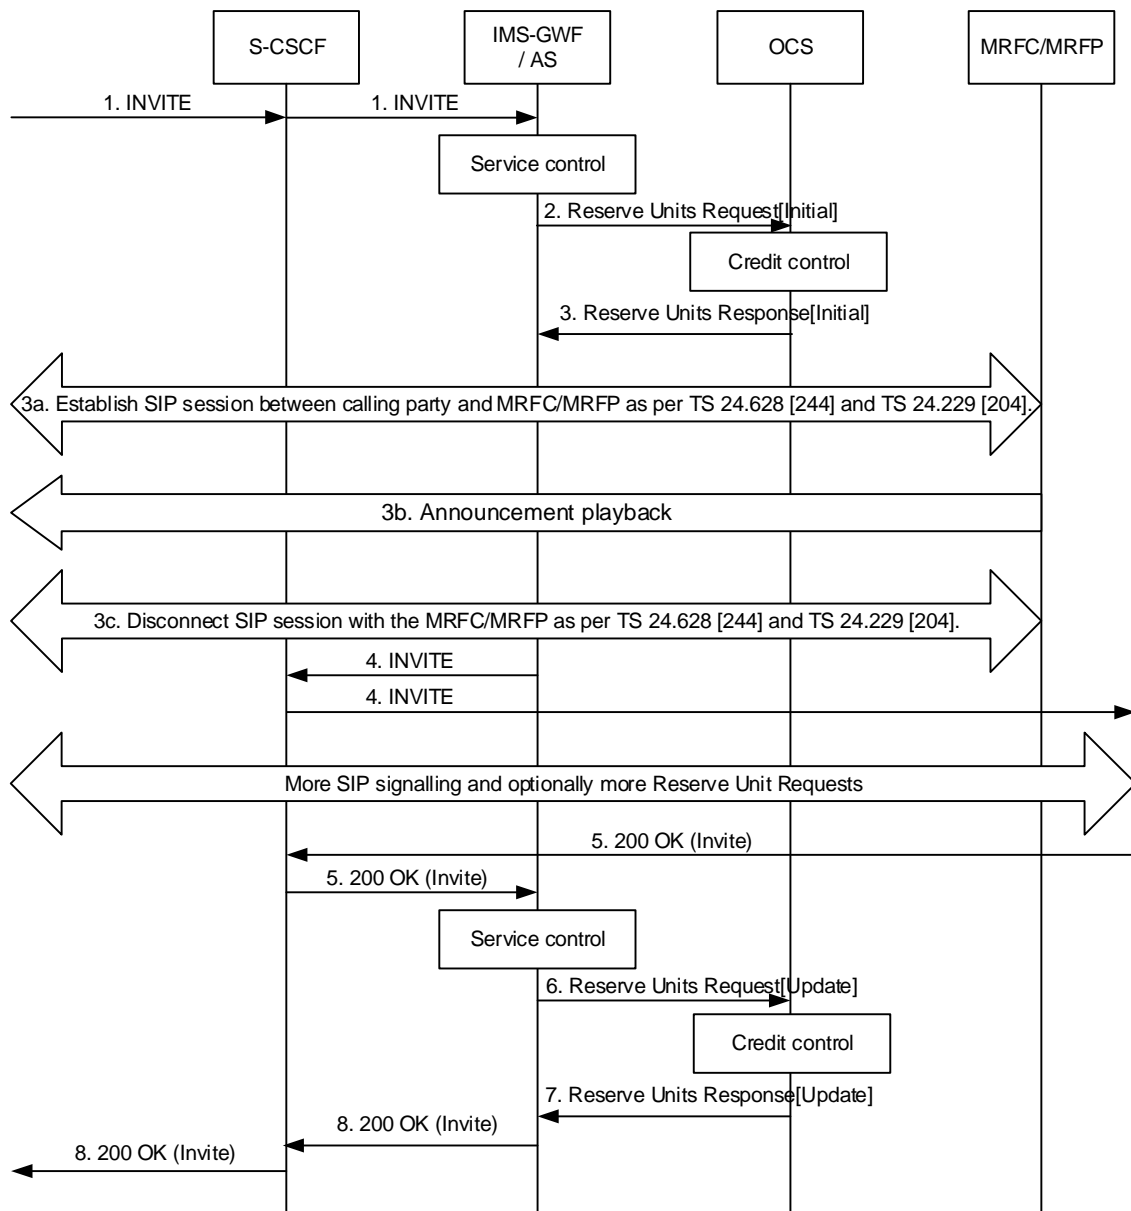 S-CSCF
IMS-GWF
/ AS
OCS
MRFC/MRFP
1. INVITE
1. INVITE
Service control
2. Reserve Units Request[Initial]
Credit control
3. Reserve Units Response[Initial]
3a. Establish SIP session between calling party and MRFC/MRFP as per TS 24.628 [244] and TS 24.229 [204].
3b. Announcement playback
3c. Disconnect SIP session with the MRFC/MRFP as per TS 24.628 [244] and TS 24.229 [204].
4. INVITE
4. INVITE
More SIP signalling and optionally more Reserve Unit Requests
5. 200 OK (Invite)
5. 200 OK (Invite)
Service control
6. Reserve Units Request[Update]
Credit control
7. Reserve Units Response[Update]
8. 200 OK (Invite)
8. 200 OK (Invite)